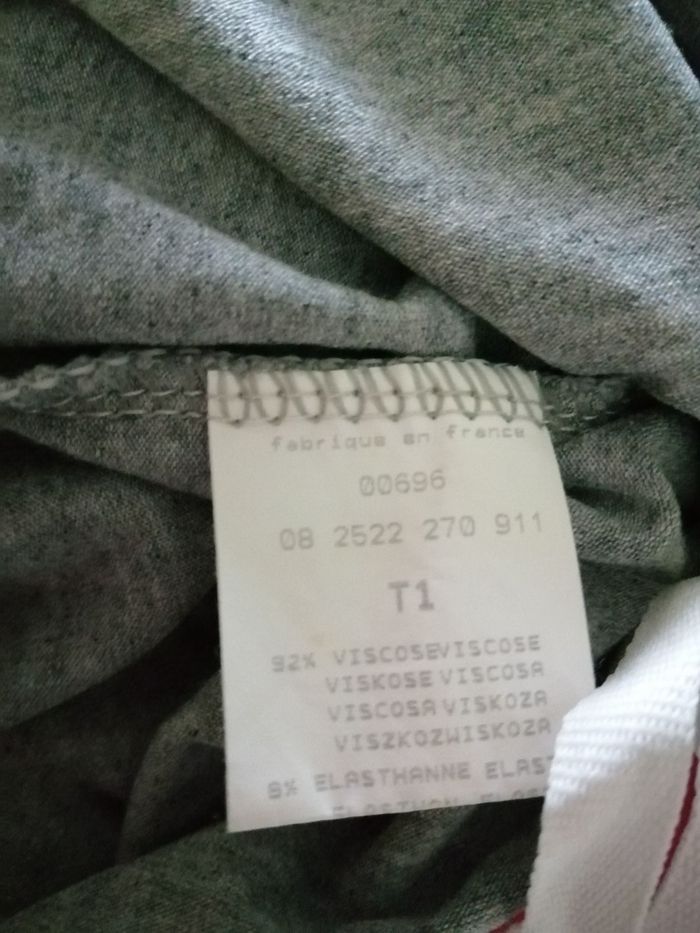 fabrique en france
00696
08 2522 270 911
T1
92% VISCOSEVISCOSE
VISKOSE VISCOSA
VISCOSA VISKOZA
VISZKOZWISKOZA
8% ELASTHANNE